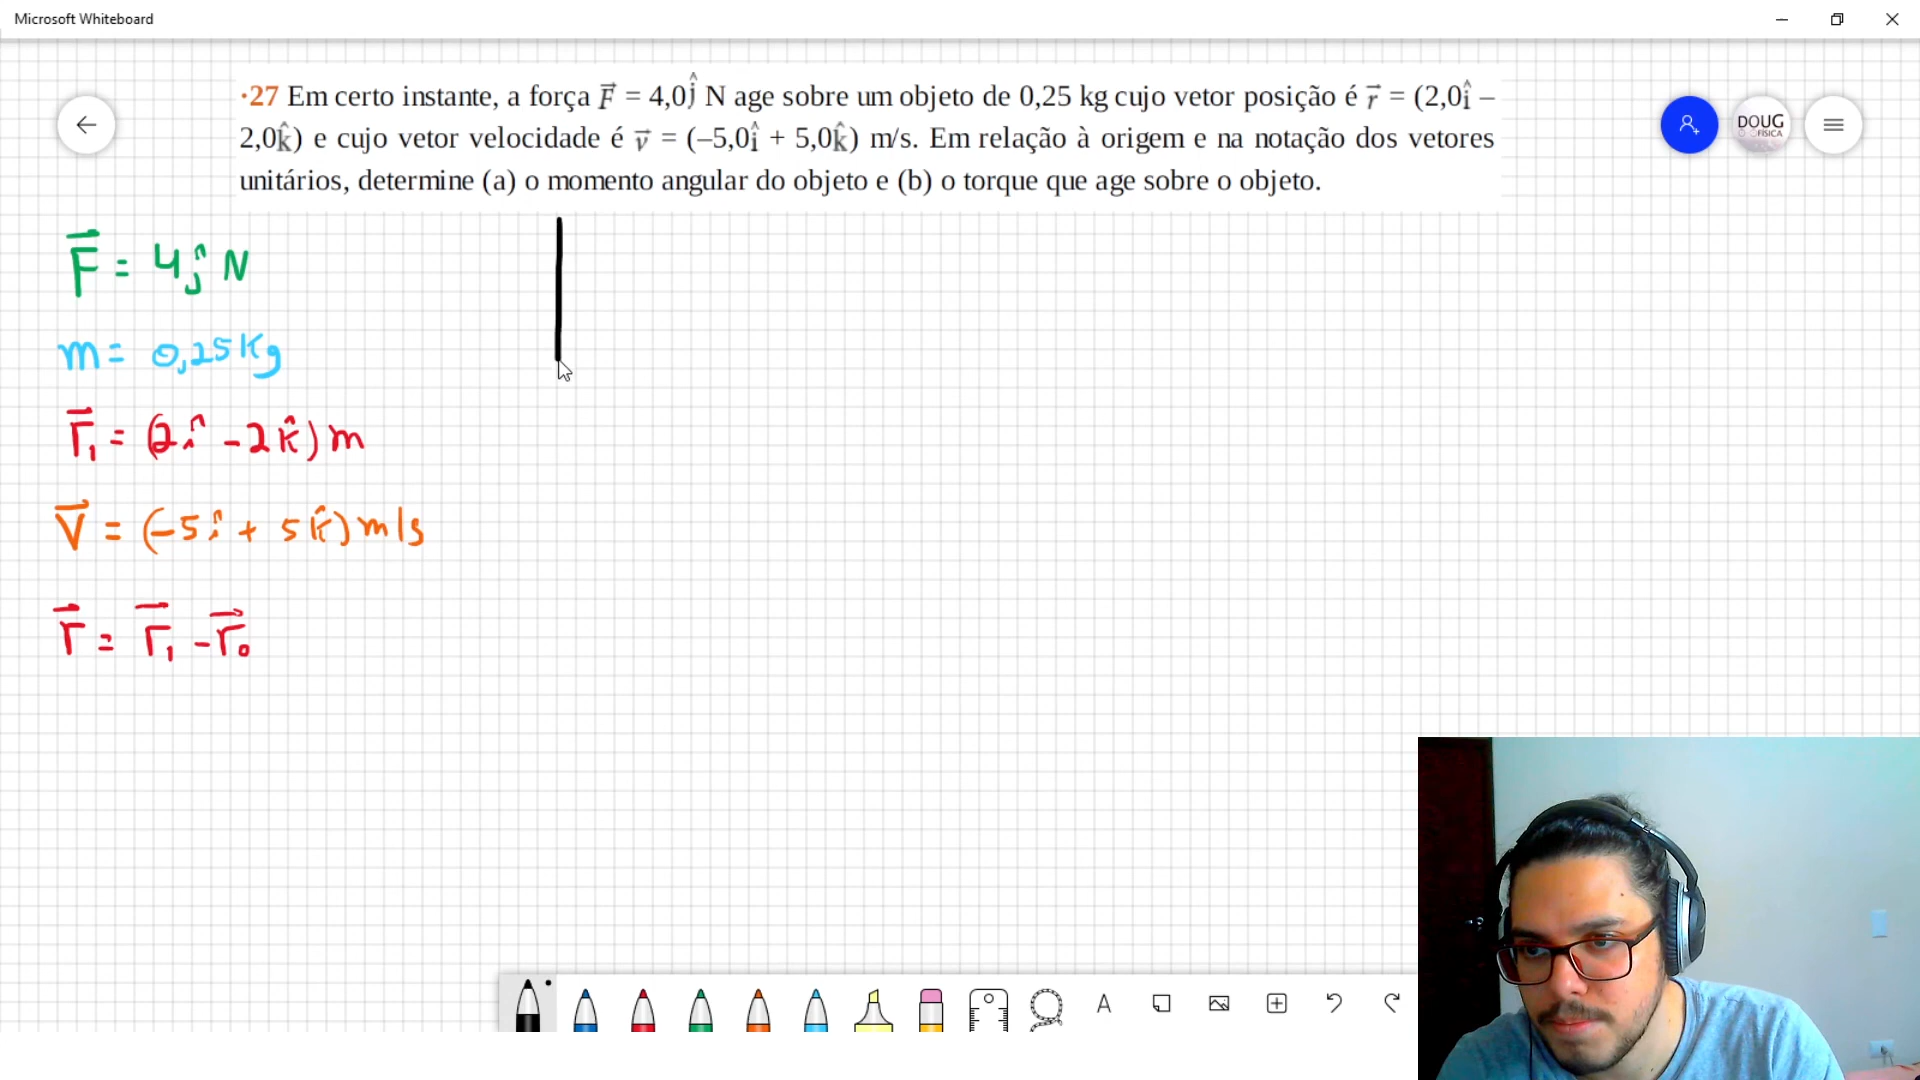 Microsoft Whiteboard
•27 Em certo instante, a força F⃗ = 4,0ĵ N age sobre um objeto de 0,25 kg cujo vetor posição é r⃗ = (2,0î –
2,0k̂) e cujo vetor velocidade é v⃗ = (–5,0î + 5,0k̂) m/s. Em relação à origem e na notação dos vetores
unitários, determine (a) o momento angular do objeto e (b) o torque que age sobre o objeto.
DOUG
FÍSICA
F⃗ = 4ĵ N
m = 0,25Kg
r⃗₁ = (2î - 2k̂) m
V⃗ = (-5î + 5k̂) m/s
r⃗ = r⃗₁ - r⃗₀
A